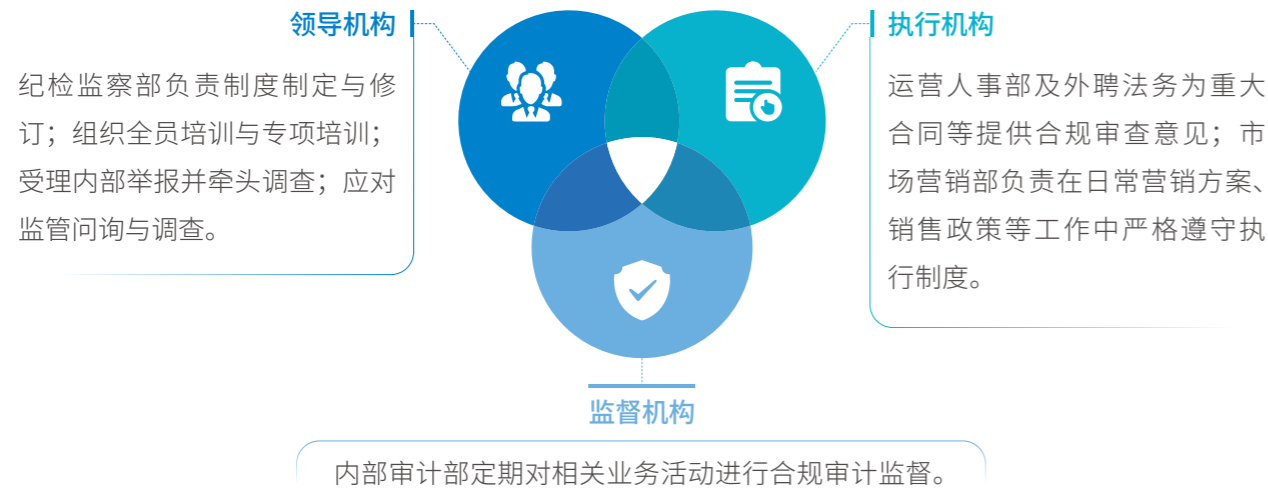 领导机构
纪检监察部负责制度制定与修
订；组织全员培训与专项培训；
受理内部举报并牵头调查；应对
监管问询与调查。
执行机构
运营人事部及外聘法务为重大
合同等提供合规审查意见；市
场营销部负责在日常营销方案、
销售政策等工作中严格遵守执
行制度。
监督机构
内部审计部定期对相关业务活动进行合规审计监督。